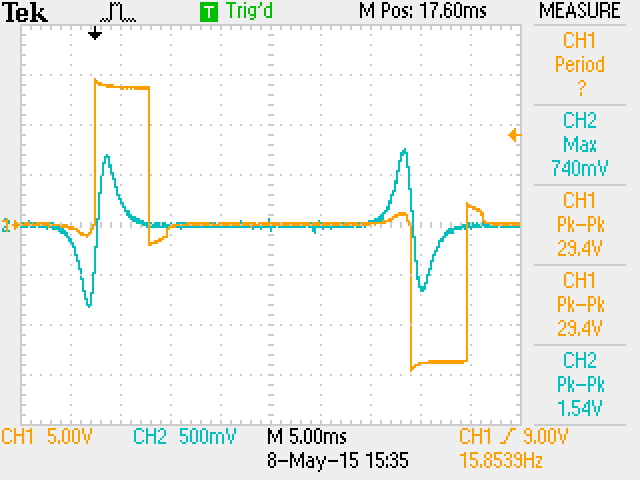 Tek
T Trig'd
M Pos: 17.60ms
MEASURE
CH1
Period
?
CH2
Max
740mV
CH1
Pk-Pk
29.4V
CH1
Pk-Pk
29.4V
CH2
Pk-Pk
1.54V
CH1 5.00V
CH2 500mV
M 5.00ms
CH1 9.00V
8-May-15 15:35
15.8539Hz